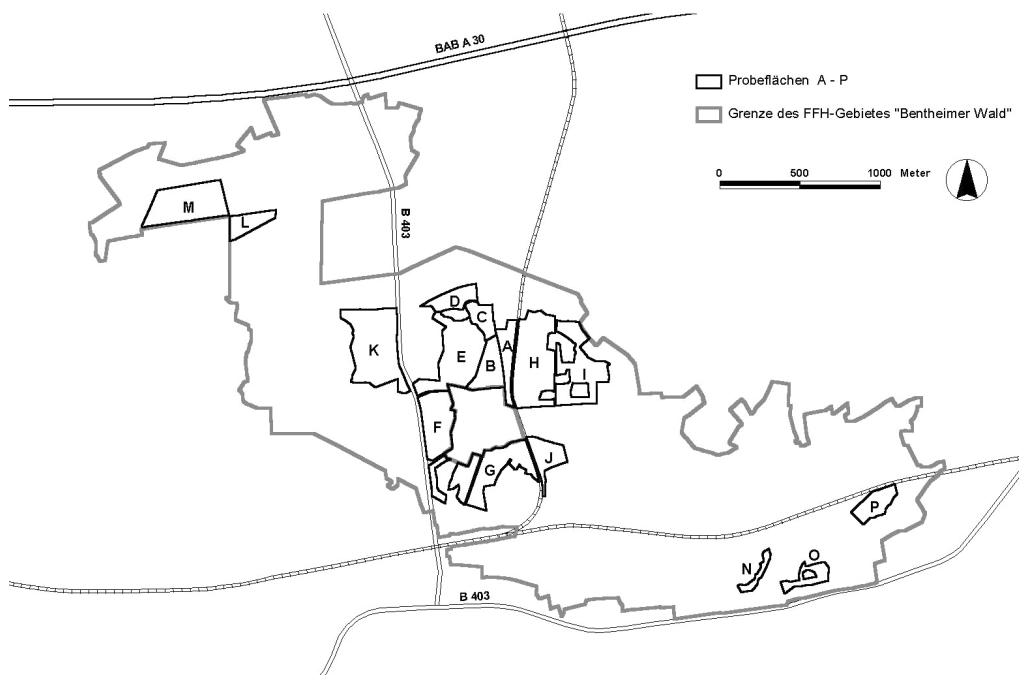 BAB A 30
Probeflächen A - P
Grenze des FFH-Gebietes "Bentheimer Wald"
0 500 1000 Meter
M
L
B 403
D
C
A
K
E
B
H
I
F
G
J
P
N
O
B 403